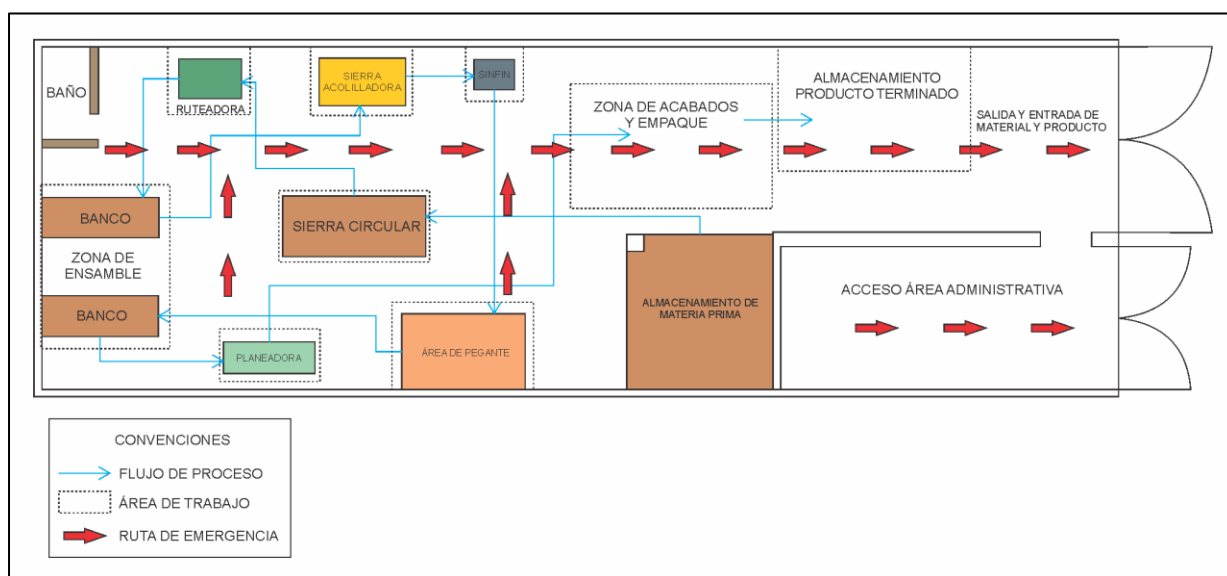 BAÑO
RUTEADORA
SIERRA
ACOLILLADORA
SINFIN
ZONA DE ACABADOS
Y EMPAQUE
ALMACENAMIENTO
PRODUCTO TERMINADO
SALIDA Y ENTRADA DE
MATERIAL Y PRODUCTO
BANCO
ZONA DE
ENSAMBLE
BANCO
SIERRA CIRCULAR
PLANEADORA
ÁREA DE PEGANTE
ALMACENAMIENTO DE
MATERIA PRIMA
ACCESO ÁREA ADMINISTRATIVA
CONVENCIONES
FLUJO DE PROCESO
ÁREA DE TRABAJO
RUTA DE EMERGENCIA